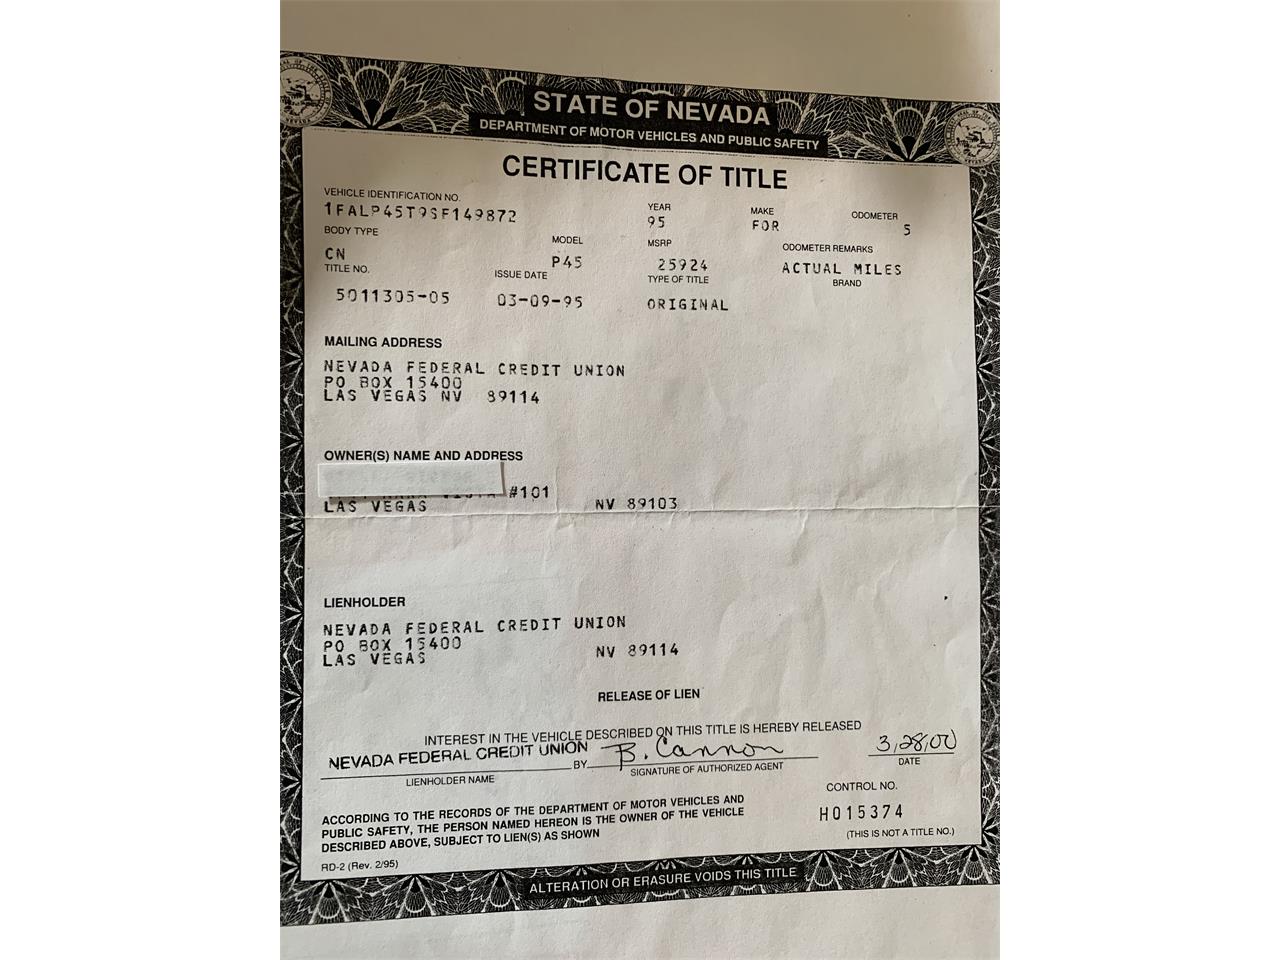 STATE OF NEVADA
DEPARTMENT OF MOTOR VEHICLES AND PUBLIC SAFETY
CERTIFICATE OF TITLE
VEHICLE IDENTIFICATION NO. YEAR MAKE ODOMETER
1FALP45T9SF149872 95 FOR 5
BODY TYPE MODEL MSRP ODOMETER REMARKS
CN P45 25924 ACTUAL MILES
TITLE NO. ISSUE DATE TYPE OF TITLE BRAND
5011305-05 03-09-95 ORIGINAL
MAILING ADDRESS
NEVADA FEDERAL CREDIT UNION
PO BOX 15400
LAS VEGAS NV 89114
OWNER(S) NAME AND ADDRESS
#101
LAS VEGAS NV 89103
LIENHOLDER
NEVADA FEDERAL CREDIT UNION
PO BOX 15400
LAS VEGAS NV 89114
RELEASE OF LIEN
INTEREST IN THE VEHICLE DESCRIBED ON THIS TITLE IS HEREBY RELEASED
NEVADA FEDERAL CREDIT UNION BY B. Cannon 3,28,00
LIENHOLDER NAME SIGNATURE OF AUTHORIZED AGENT DATE
CONTROL NO.
H015374
(THIS IS NOT A TITLE NO.)
ACCORDING TO THE RECORDS OF THE DEPARTMENT OF MOTOR VEHICLES AND
PUBLIC SAFETY, THE PERSON NAMED HEREON IS THE OWNER OF THE VEHICLE
DESCRIBED ABOVE, SUBJECT TO LIEN(S) AS SHOWN
RD-2 (Rev. 2/95)
ALTERATION OR ERASURE VOIDS THIS TITLE